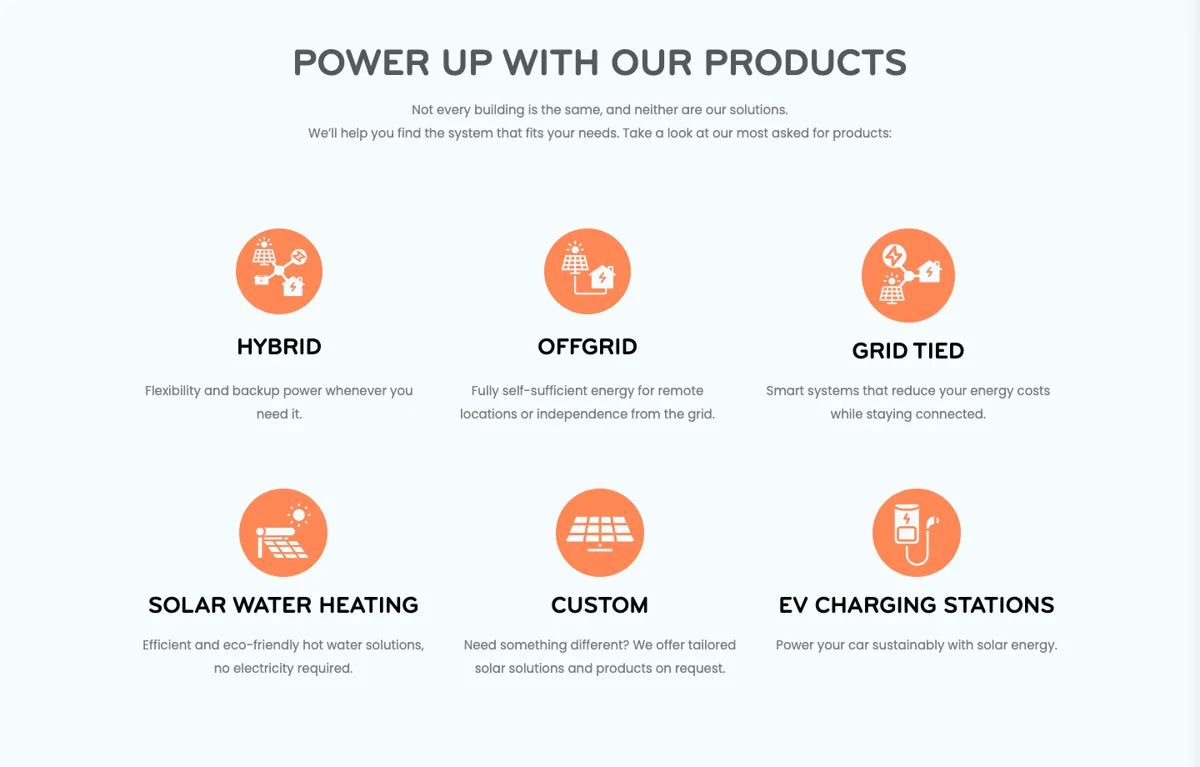 POWER UP WITH OUR PRODUCTS
Not every building is the same, and neither are our solutions.
We'll help you find the system that fits your needs. Take a look at our most asked for products:
HYBRID
Flexibility and backup power whenever you
need it.
OFFGRID
Fully self-sufficient energy for remote
locations or independence from the grid.
GRID TIED
Smart systems that reduce your energy costs
while staying connected.
SOLAR WATER HEATING
Efficient and eco-friendly hot water solutions,
no electricity required.
CUSTOM
Need something different? We offer tailored
solar solutions and products on request.
EV CHARGING STATIONS
Power your car sustainably with solar energy.